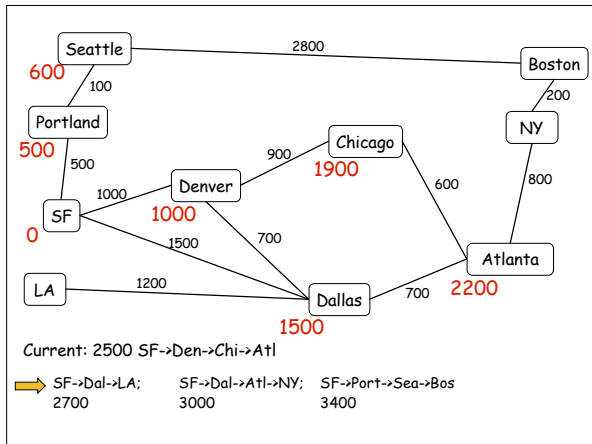 Seattle
2800
Boston
600
100
200
Portland
NY
500
Chicago
900
500
1900
Denver
1000
600
800
SF
1000
0
1500
700
Atlanta
LA
1200
2200
Dallas
700
1500
Current: 2500 SF->Den->Chi->Atl
SF->Dal->LA; SF->Dal->Atl->NY; SF->Port->Sea->Bos
2700 3000 3400